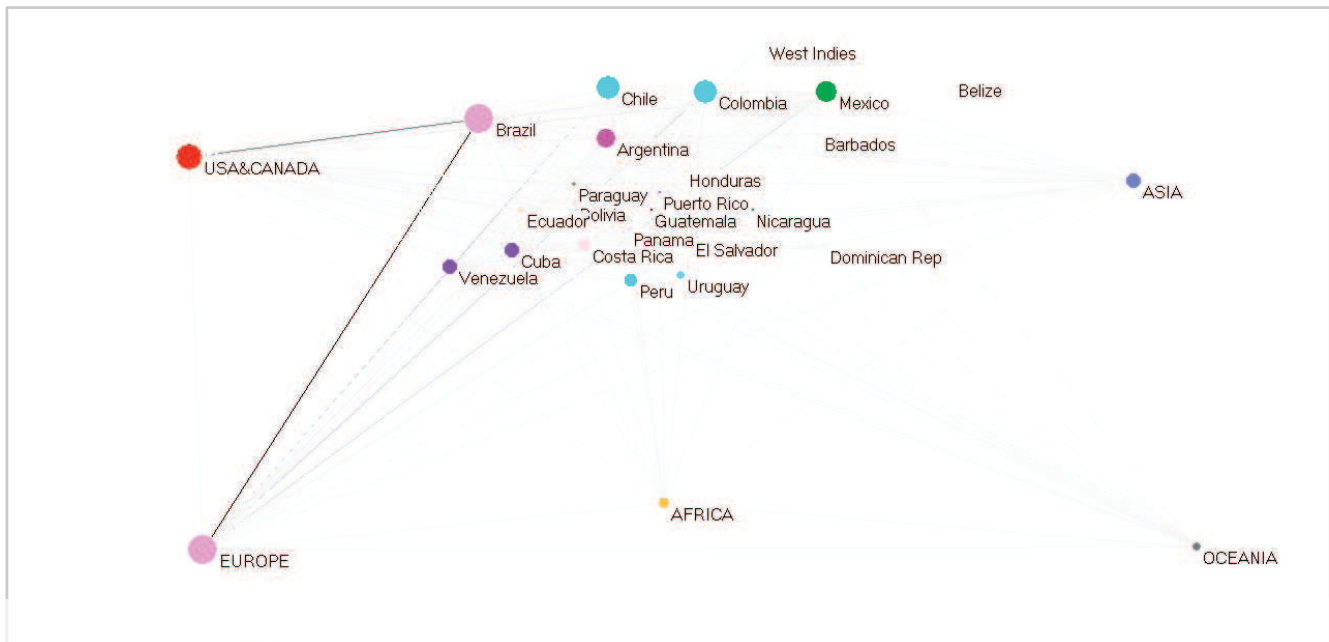 West Indies
Chile
Colombia
Mexico
Belize
Brazil
Argentina
Barbados
USA&CANADA
Honduras
ASIA
Paraguay
Puerto Rico
Ecuador
Bolivia
Guatemala
Nicaragua
Panama
El Salvador
Costa Rica
Dominican Rep
Cuba
Venezuela
Peru
Uruguay
AFRICA
EUROPE
OCEANIA